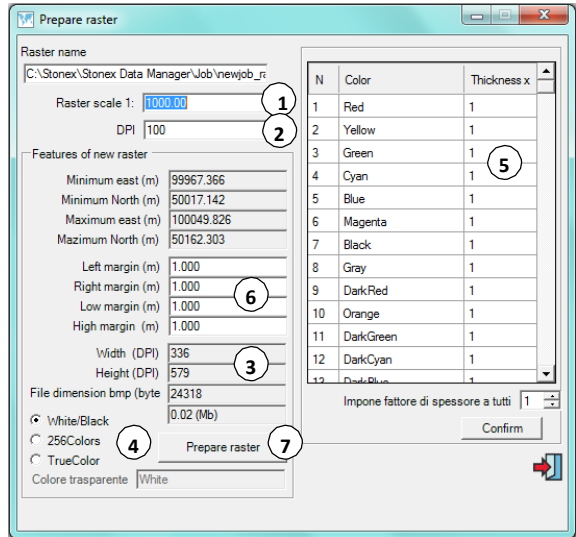 Prepare raster
Raster name
C:\Stonex\Stonex Data Manager\Job\newjob_ra
Raster scale 1: 1000.00
1
DPI 100
2
Features of new raster
Minimum east (m) 99967.366
Minimum North (m) 50017.142
Maximum east (m) 100049.826
Mazimum North (m) 50162.303
Left margin (m) 1.000
Right margin (m) 1.000
Low margin (m) 1.000
High margin (m) 1.000
6
Width (DPI) 336
Height (DPI) 579
3
File dimension bmp (byte 24318
0.02 (Mb)
White/Black
256Colors
TrueColor
4
Prepare raster
7
Colore trasparente White
N Color Thickness x
1 Red 1
2 Yellow 1
3 Green 1
4 Cyan 1
5 Blue 1
6 Magenta 1
7 Black 1
8 Gray 1
9 DarkRed 1
10 Orange 1
11 DarkGreen 1
12 DarkCyan 1
13 DarkBlue 1
5
Impone fattore di spessore a tutti 1
Confirm